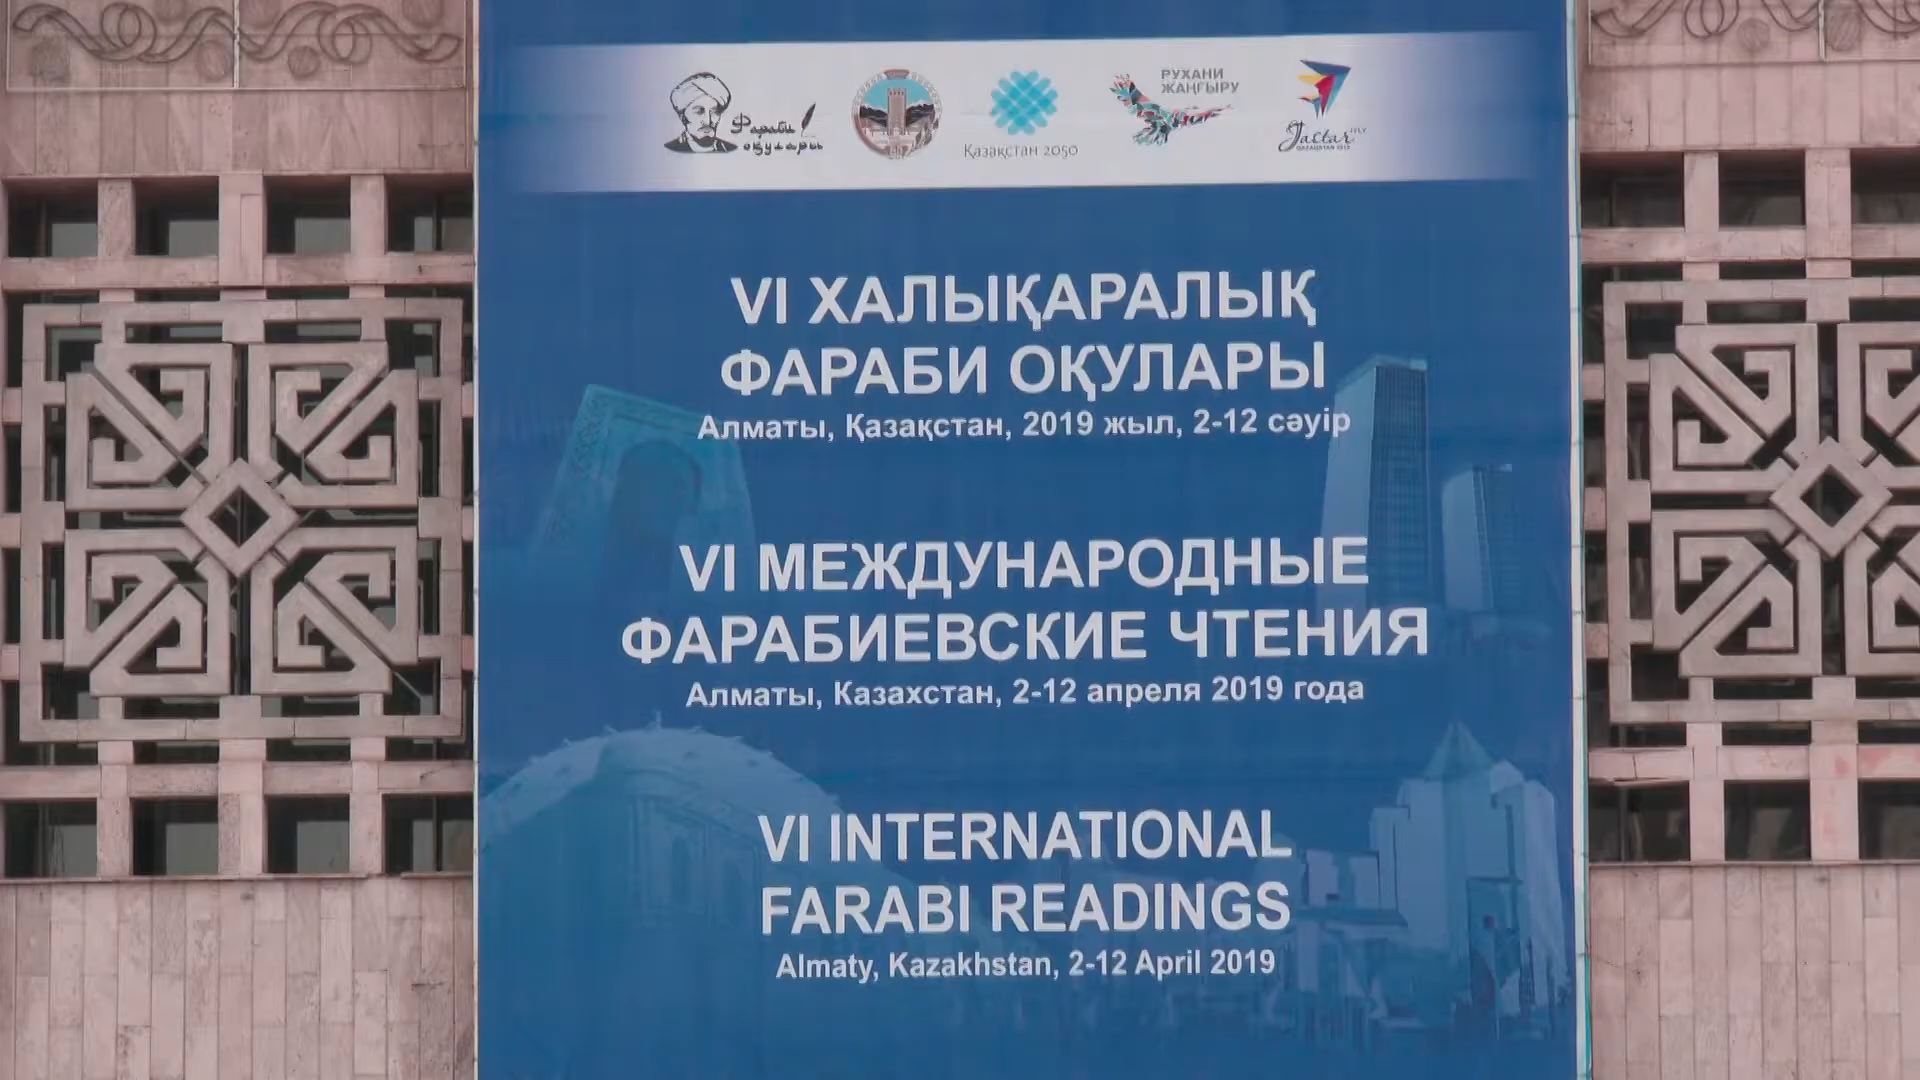 Фараби
оқулары
Қазақстан 2050
РУХАНИ
ЖАҢҒЫРУ
Jastar
VI ХАЛЫҚАРАЛЫҚ
ФАРАБИ ОҚУЛАРЫ
Алматы, Қазақстан, 2019 жыл, 2-12 сәуір
VI МЕЖДУНАРОДНЫЕ
ФАРАБИЕВСКИЕ ЧТЕНИЯ
Алматы, Казахстан, 2-12 апреля 2019 года
VI INTERNATIONAL
FARABI READINGS
Almaty, Kazakhstan, 2-12 April 2019